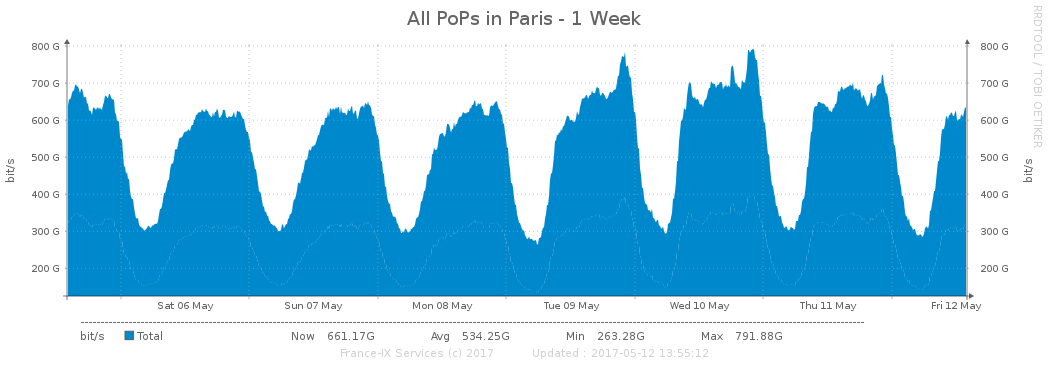 All PoPs in Paris - 1 Week
RRDTOOL / TOBI OETIKER
800 G 800 G
700 G 700 G
600 G 600 G
500 G 500 G
400 G 400 G
300 G 300 G
200 G 200 G
bit/s bit/s
Sat 06 May Sun 07 May Mon 08 May Tue 09 May Wed 10 May Thu 11 May Fri 12 May
bit/s Total Now 661.17G Avg 534.25G Min 263.28G Max 791.88G
France-IX Services (c) 2017 Updated : 2017-05-12 13:55:12